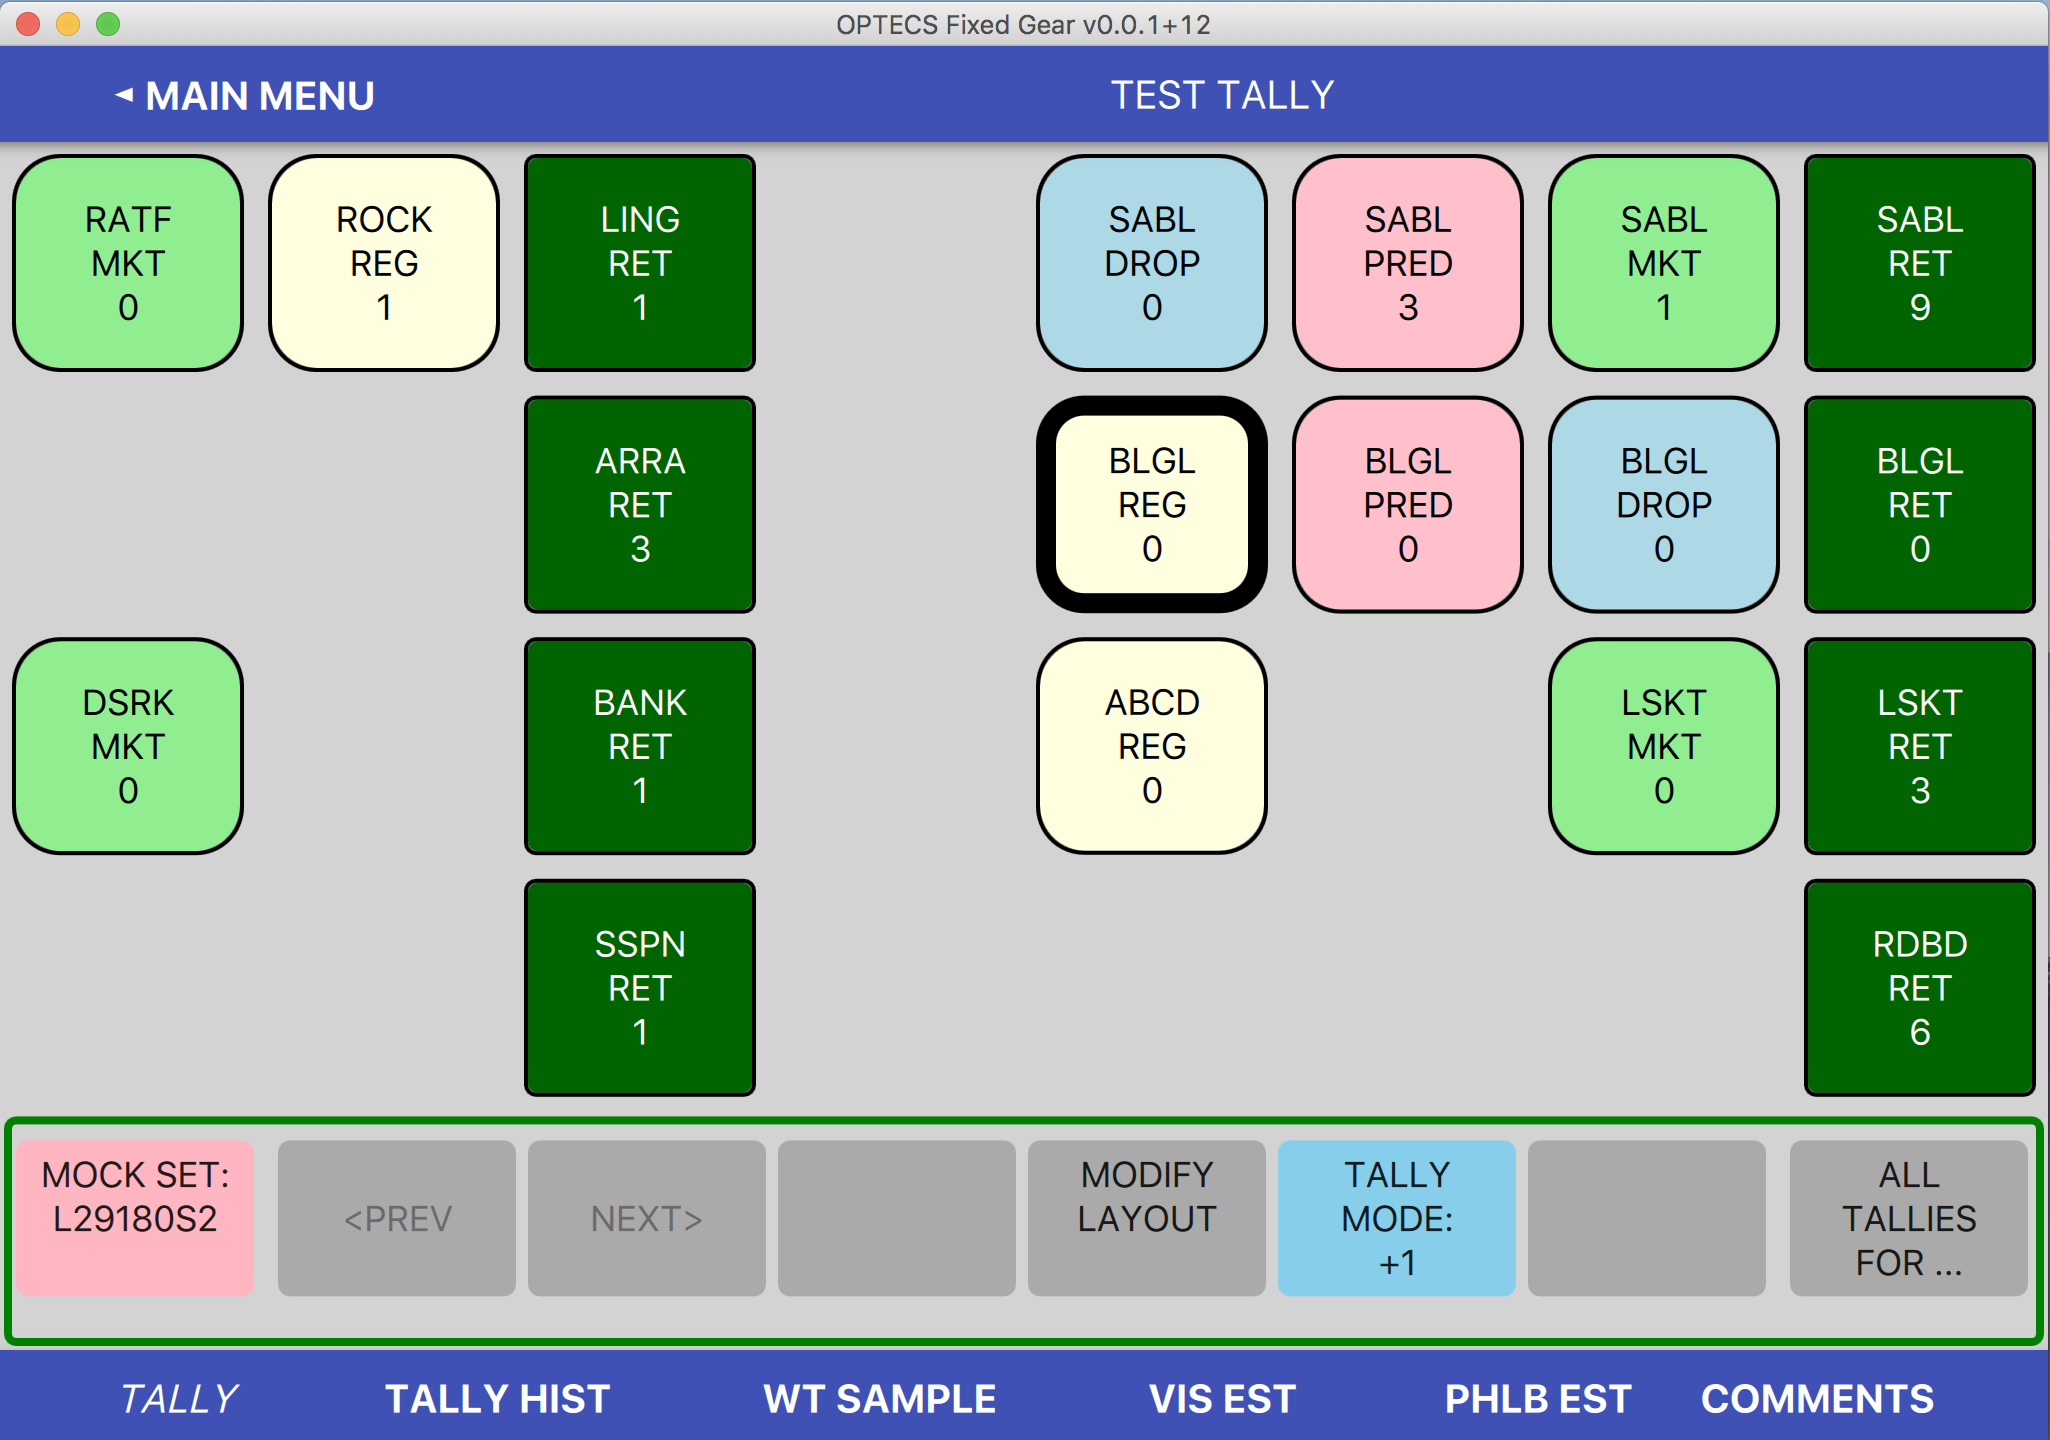 OPTECS Fixed Gear v0.0.1+12
◄ MAIN MENU
TEST TALLY
RATF
MKT
0
ROCK
REG
1
LING
RET
1
SABL
DROP
0
SABL
PRED
3
SABL
MKT
1
SABL
RET
9
ARRA
RET
3
BLGL
REG
0
BLGL
PRED
0
BLGL
DROP
0
BLGL
RET
0
DSRK
MKT
0
BANK
RET
1
ABCD
REG
0
LSKT
MKT
0
LSKT
RET
3
SSPN
RET
1
RDBD
RET
6
MOCK SET:
L29180S2
<PREV
NEXT>
MODIFY
LAYOUT
TALLY
MODE:
+1
ALL
TALLIES
FOR ...
TALLY
TALLY HIST
WT SAMPLE
VIS EST
PHLB EST
COMMENTS